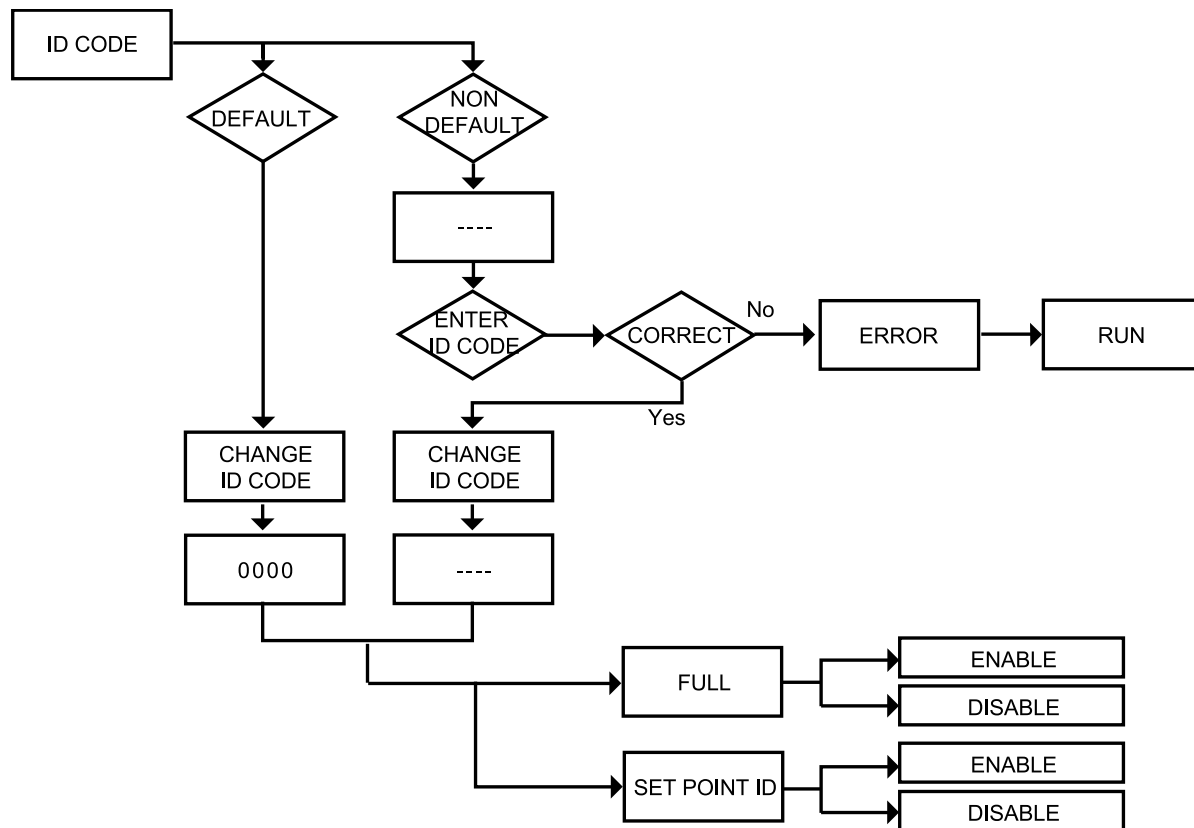 ID CODE
DEFAULT
NON
DEFAULT
----
ENTER
ID CODE
CORRECT
No
ERROR
RUN
Yes
CHANGE
ID CODE
CHANGE
ID CODE
0000
----
FULL
ENABLE
DISABLE
SET POINT ID
ENABLE
DISABLE